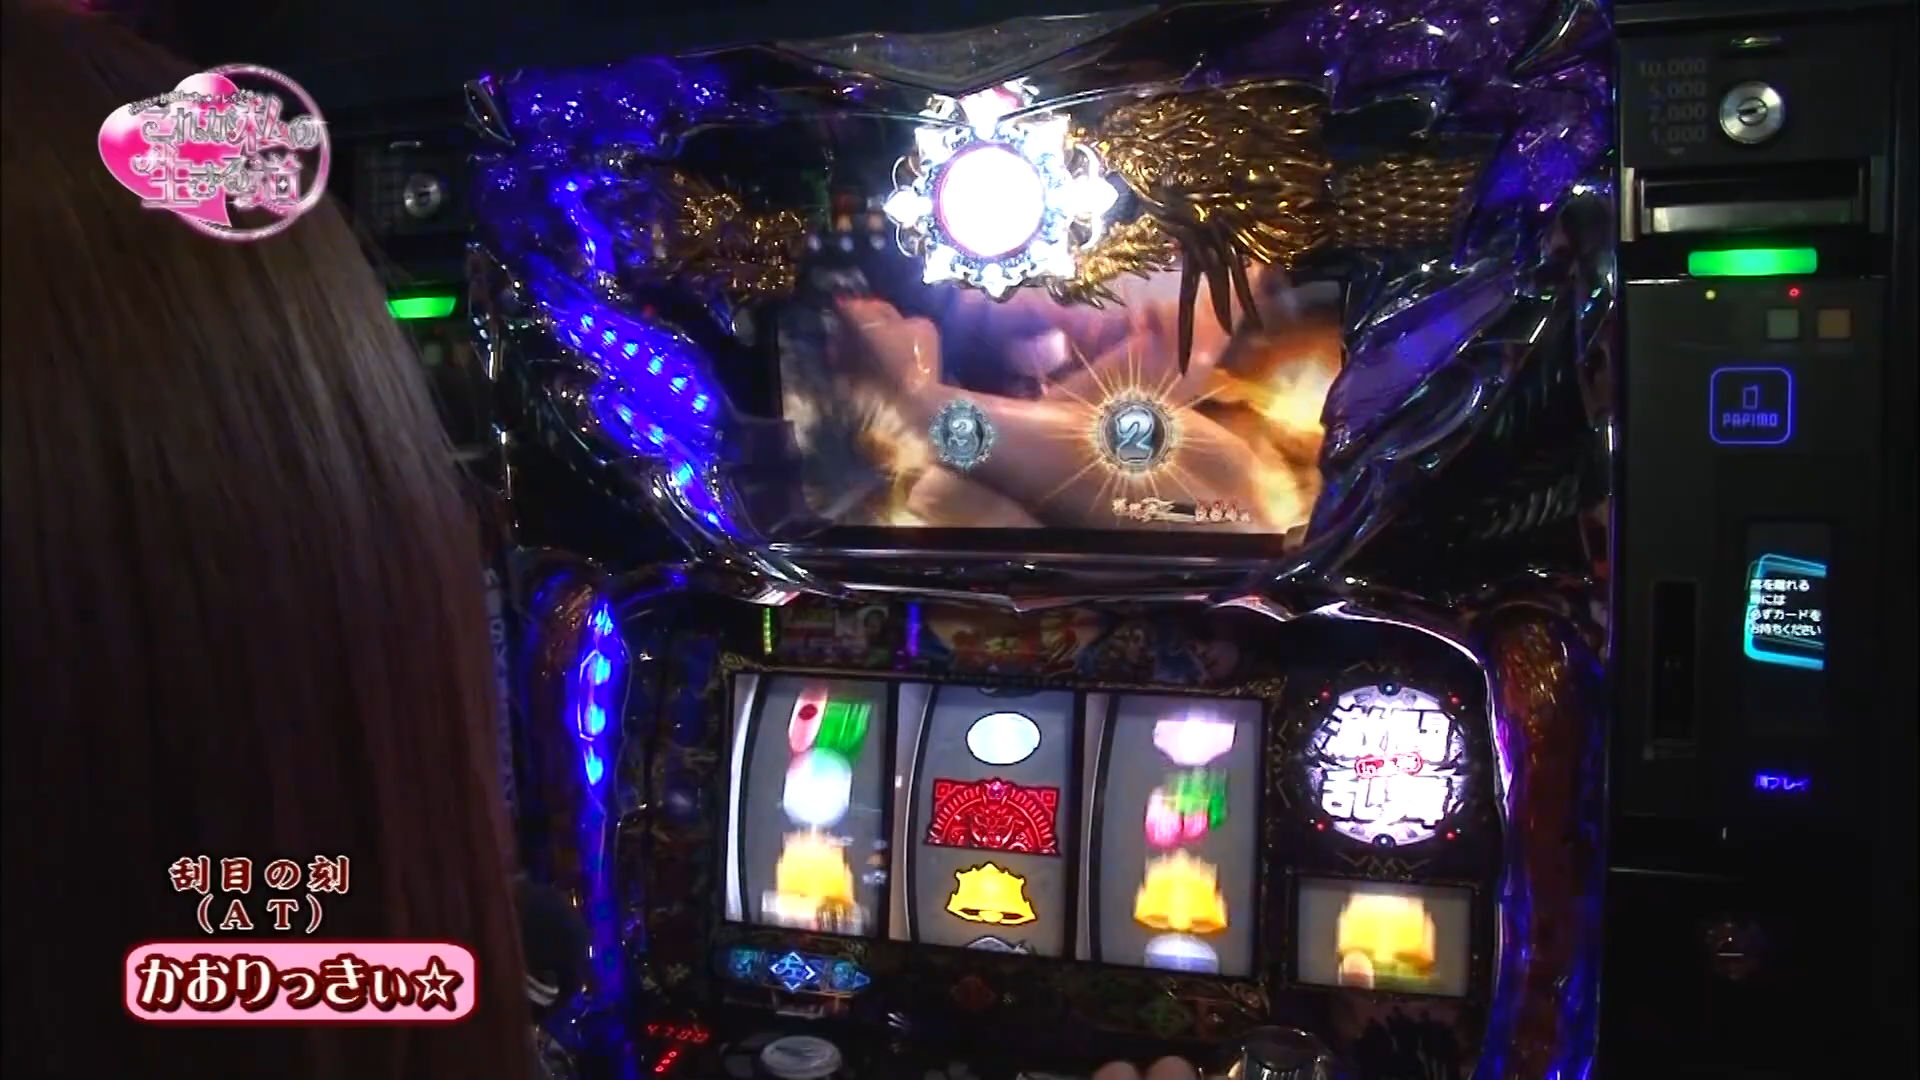 これが私の
生きる道
10,000
5,000
2,000
1,000
PAPIMO
3
2
席を離れる
際には
必ずカードを
お持ちください
激闘
乱舞
刮目の刻
(AT)
かおりっきぃ☆